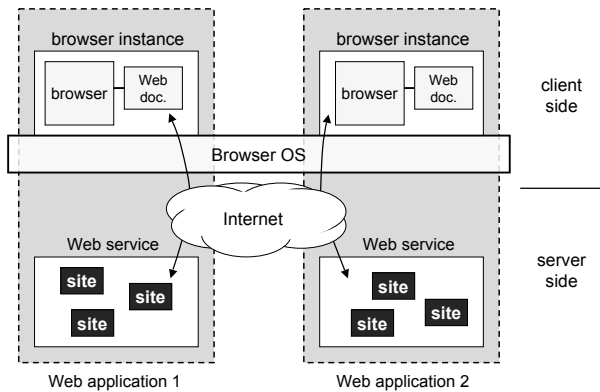 browser instance
browser
Web
doc.
browser instance
browser
Web
doc.
client
side
Browser OS
Internet
Web service
site
site
site
Web service
site
site
site
server
side
Web application 1
Web application 2